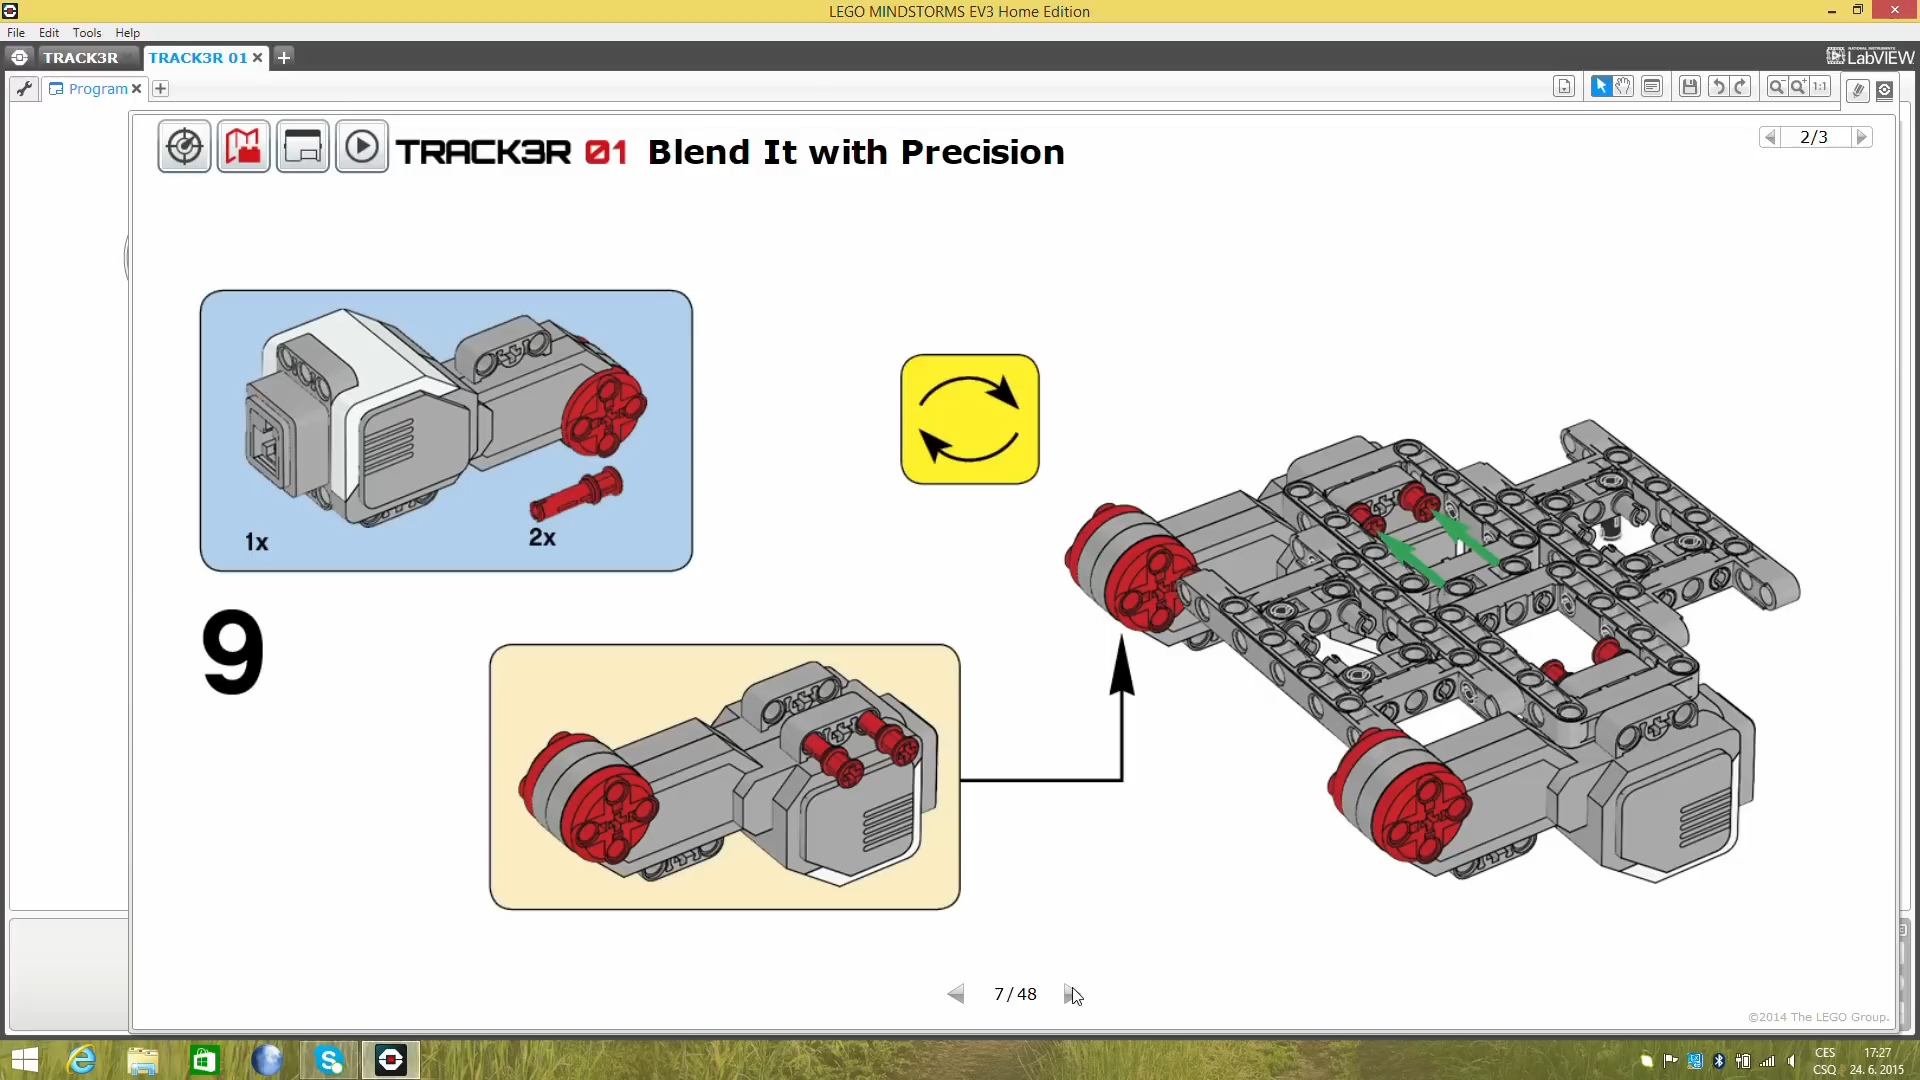 LEGO MINDSTORMS EV3 Home Edition
File Edit Tools Help
TRACK3R TRACK3R 01
LabVIEW
Program
1:1
TRACK3R 01 Blend It with Precision
2/3
1x
2x
9
7 / 48
©2014 The LEGO Group.
CES 17:27
CSQ 24. 6. 2015